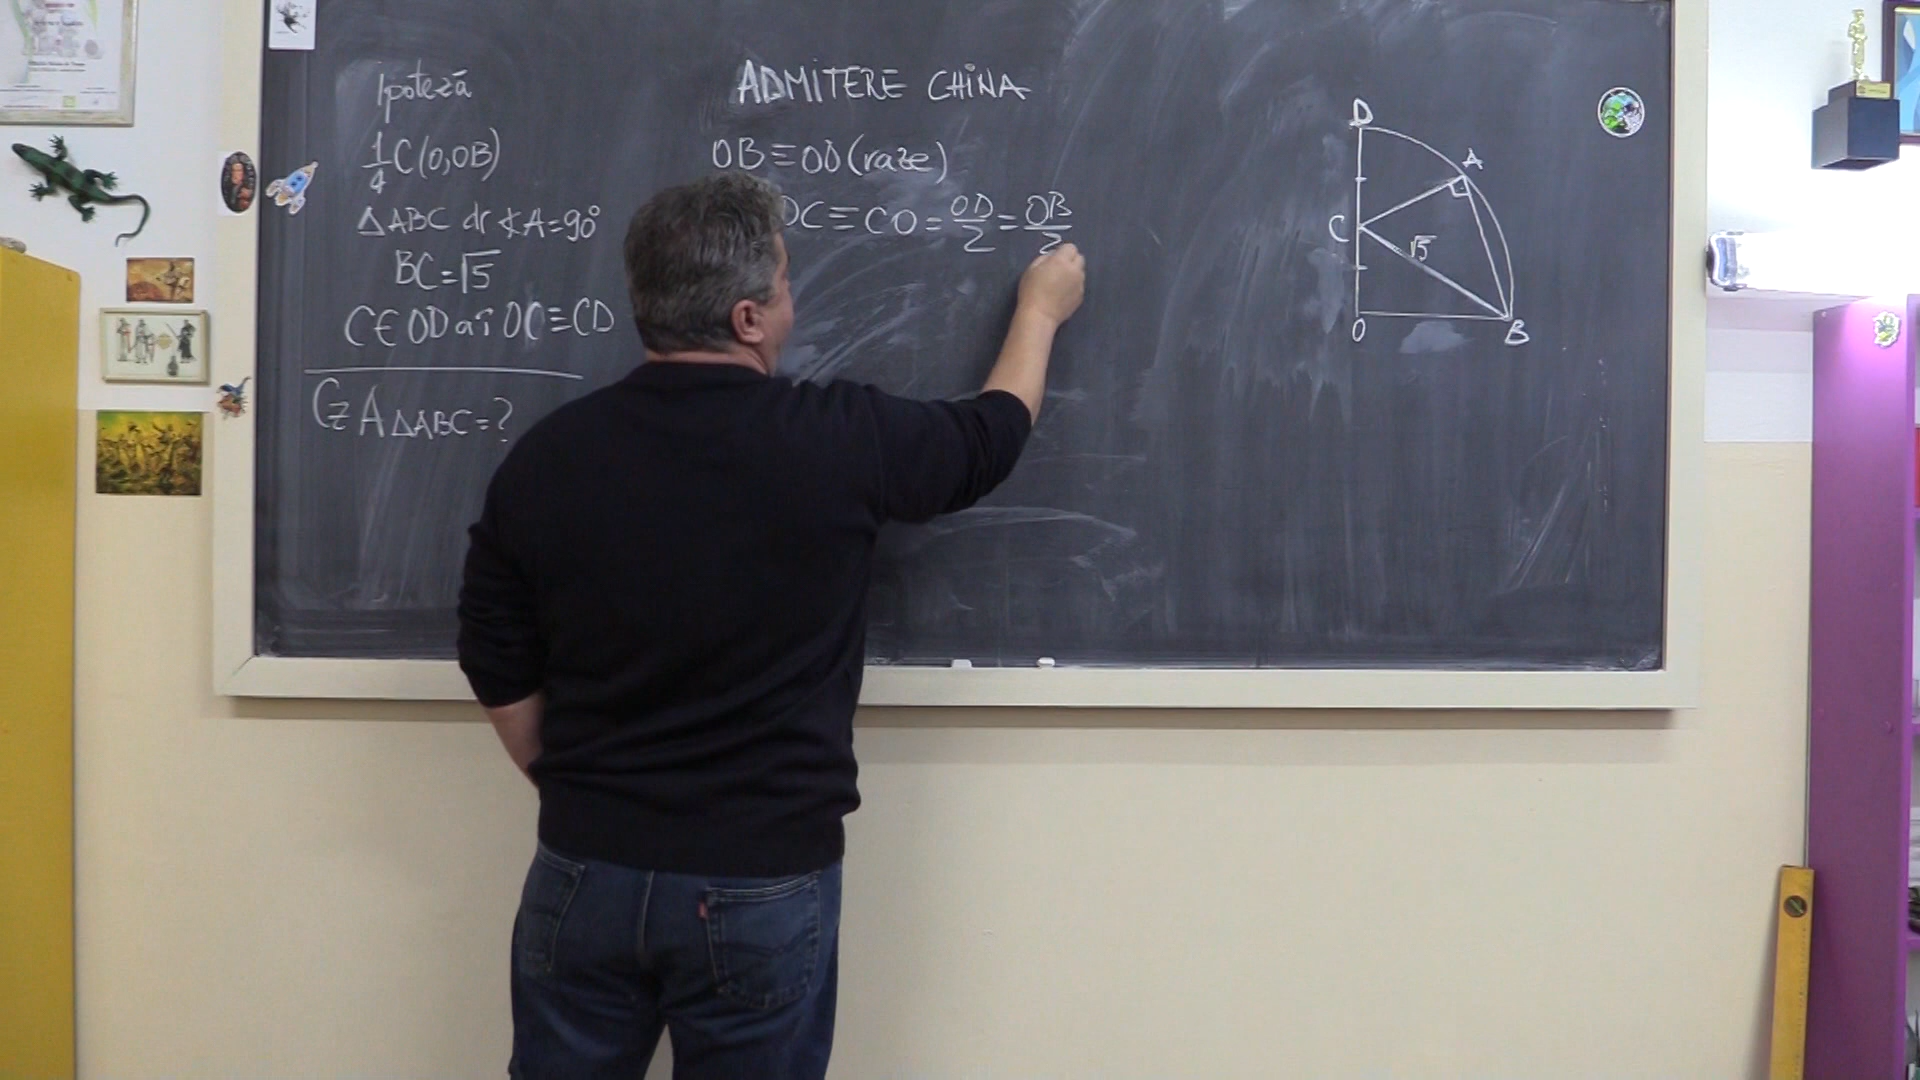 Ipoteză
1/4 C(O,OB)
△ABC dr ∢A=90°
BC=√5
C∈OD aî OC≡CD
Cz A△ABC=?
ADMITERE CHINA
OB≡OD(raze)
DC≡CO=OD/2=OB/2
D
A
C
√5
O
B